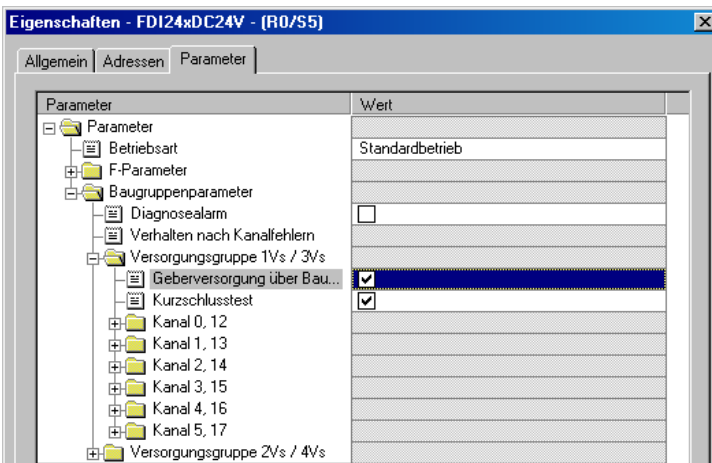 Eigenschaften - FDI24xDC24V - (R0/S5)
Allgemein Adressen Parameter
Parameter Wert
Parameter
Betriebsart Standardbetrieb
F-Parameter
Baugruppenparameter
Diagnosealarm
Verhalten nach Kanalfehlern
Versorgungsgruppe 1Vs / 3Vs
Geberversorgung über Bau...
Kurzschlusstest
Kanal 0, 12
Kanal 1, 13
Kanal 2, 14
Kanal 3, 15
Kanal 4, 16
Kanal 5, 17
Versorgungsgruppe 2Vs / 4Vs